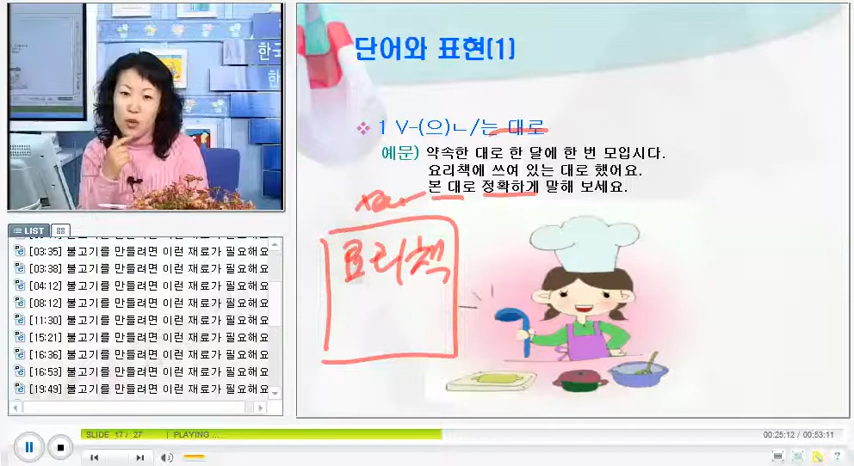 단어와 표현(1)
1 V-(으)ㄴ/는 대로
예문) 약속한 대로 한 달에 한 번 모입시다.
요리책에 쓰여 있는 대로 했어요.
본 대로 정확하게 말해 보세요.
요리책
한국
한
LIST
[03:35] 불고기를 만들려면 이런 재료가 필요해요
[03:38] 불고기를 만들려면 이런 재료가 필요해요
[04:12] 불고기를 만들려면 이런 재료가 필요해요
[08:12] 불고기를 만들려면 이런 재료가 필요해요
[11:30] 불고기를 만들려면 이런 재료가 필요해요
[15:21] 불고기를 만들려면 이런 재료가 필요해요
[16:36] 불고기를 만들려면 이런 재료가 필요해요
[16:53] 불고기를 만들려면 이런 재료가 필요해요
[19:49] 불고기를 만들려면 이런 재료가 필요해요
SLIDE 17 / 27 | PLAYING ... 00:25:12 / 00:53:11